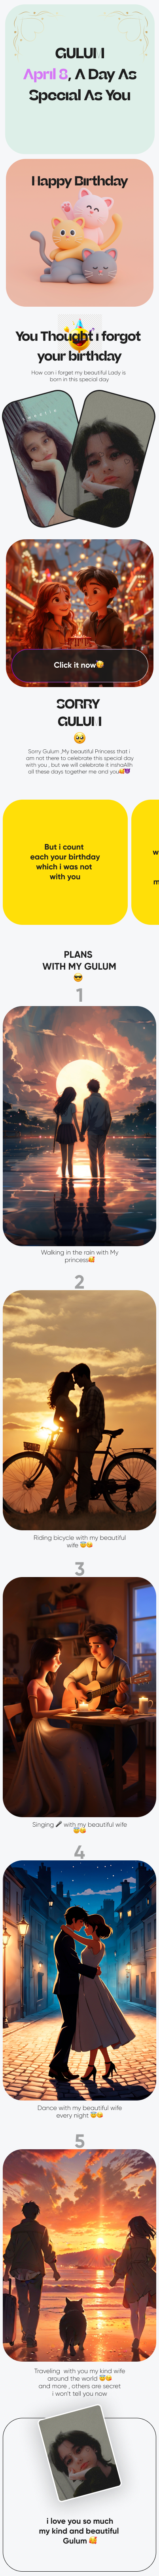 GULUM
April 8, A Day As
Special As You
Happy Birthday
You Thought i forgot
your birthday
How can i forget my beautiful Lady is
born in this special day
Click it now
SORRY
GULUM
🥺
Sorry Gulum ,My beautiful Princess that i
am not there to celebrate this special day
with you , but we will celebrate it inshaAllh
all these days together me and you🥰😈
But i count
each your birthday
which i was not
with you
PLANS
WITH MY GULUM
😎
1
Walking in the rain with My
princess🥰
2
Riding bicycle with my beautiful
wife 😇😘
3
Singing 🎤 with my beautiful wife
😇😘
4
Dance with my beautiful wife
every night 😇😘
5
Traveling with you my kind wife
around the world 😇😘
and more , others are secret
i won't tell you now
i love you so much
my kind and beautiful
Gulum 🥰